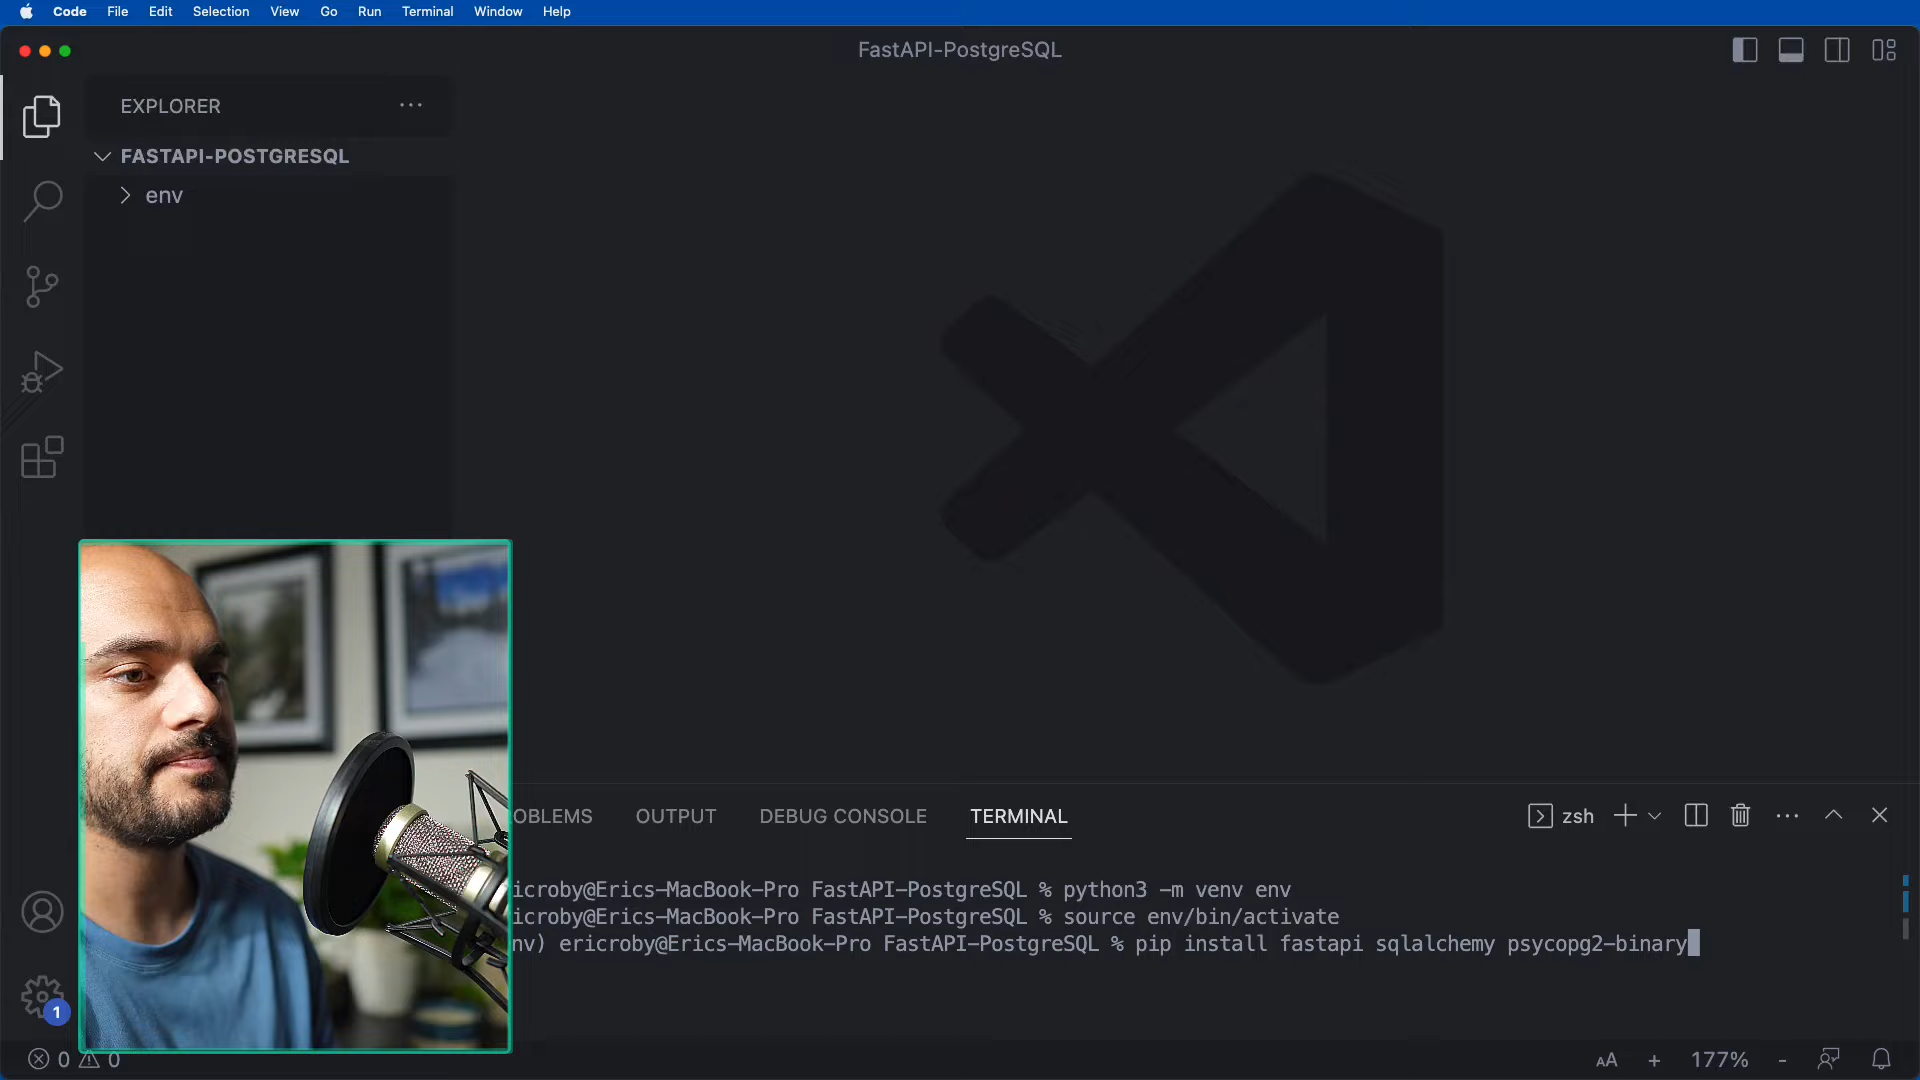 Code File Edit Selection View Go Run Terminal Window Help
FastAPI-PostgreSQL
EXPLORER
FASTAPI-POSTGRESQL
env
OBLEMS OUTPUT DEBUG CONSOLE TERMINAL
zsh
icroby@Erics-MacBook-Pro FastAPI-PostgreSQL % python3 -m venv env
icroby@Erics-MacBook-Pro FastAPI-PostgreSQL % source env/bin/activate
nv) ericroby@Erics-MacBook-Pro FastAPI-PostgreSQL % pip install fastapi sqlalchemy psycopg2-binary
1
0 0
AA + 177% -